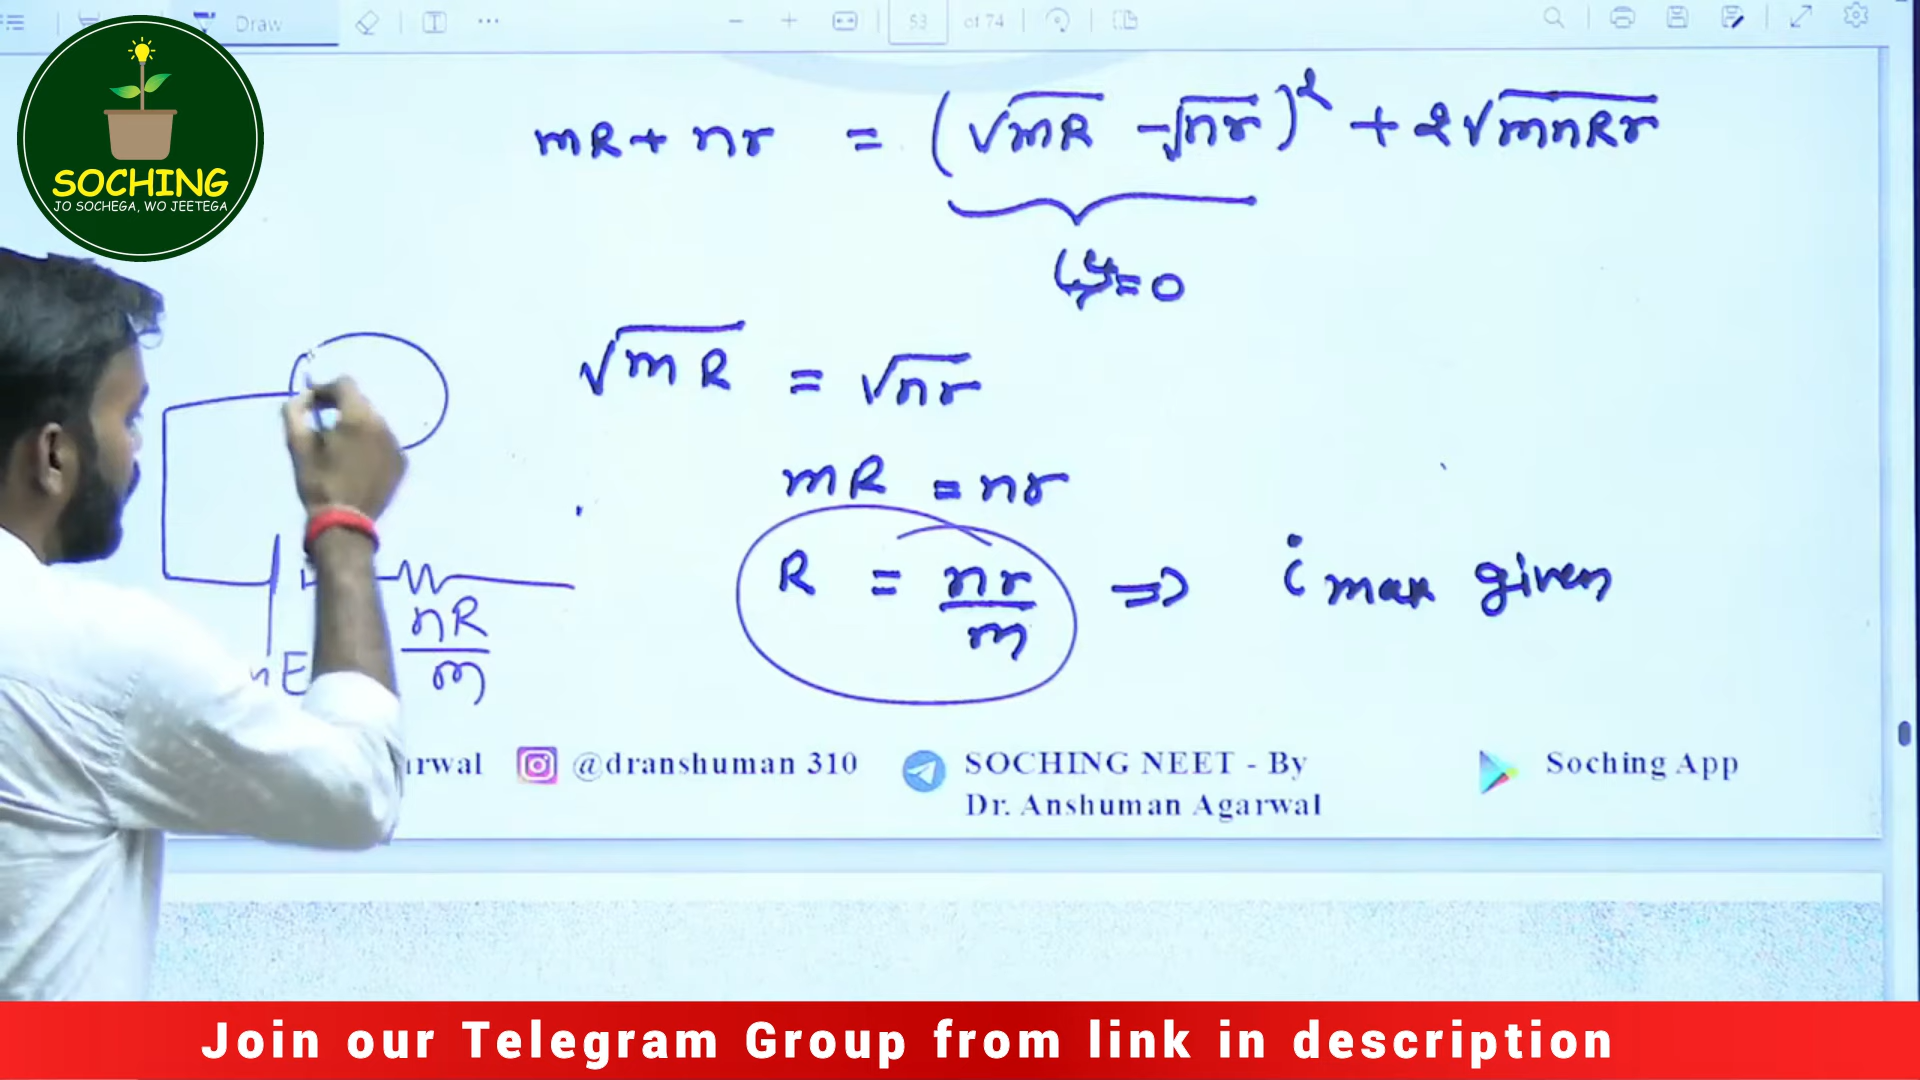 Draw
53 of 74
SOCHING
JO SOCHEGA, WO JEETEGA
mR + nr = (√mR - √nr)² + 2√mnRr
= 0
√mR = √nr
mR = nr
R = nr/m ⇒ i max given
nR/m
E
rwal
@dranshuman 310
SOCHING NEET - By
Dr. Anshuman Agarwal
Soching App
Join our Telegram Group from link in description